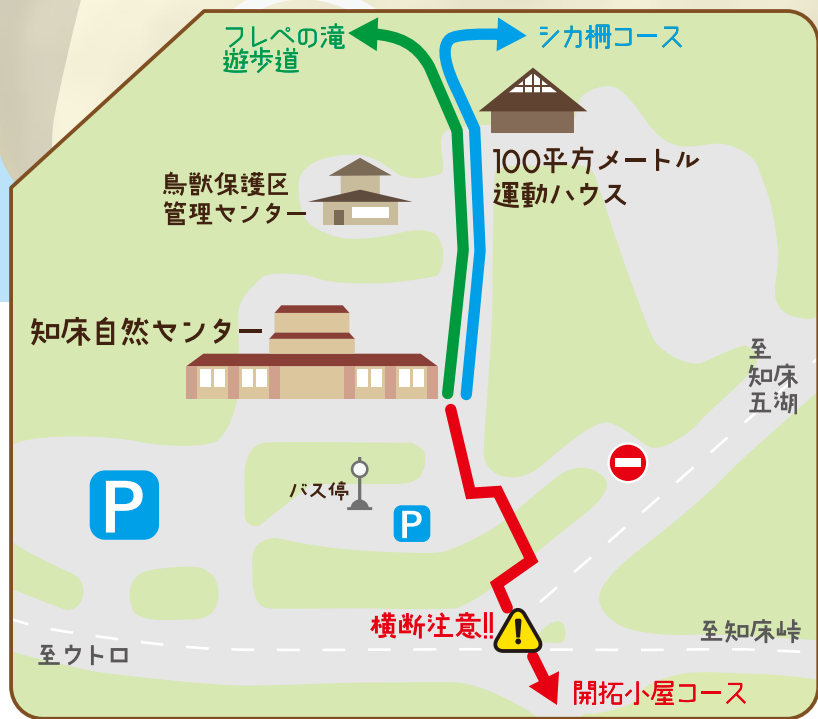 フレペの滝
遊歩道
シカ柵コース
100平方メートル
運動ハウス
鳥獣保護区
管理センター
知床自然センター
至
知床
五湖
バス停
P
P
横断注意!!
!
至知床峠
至ウトロ
開拓小屋コース